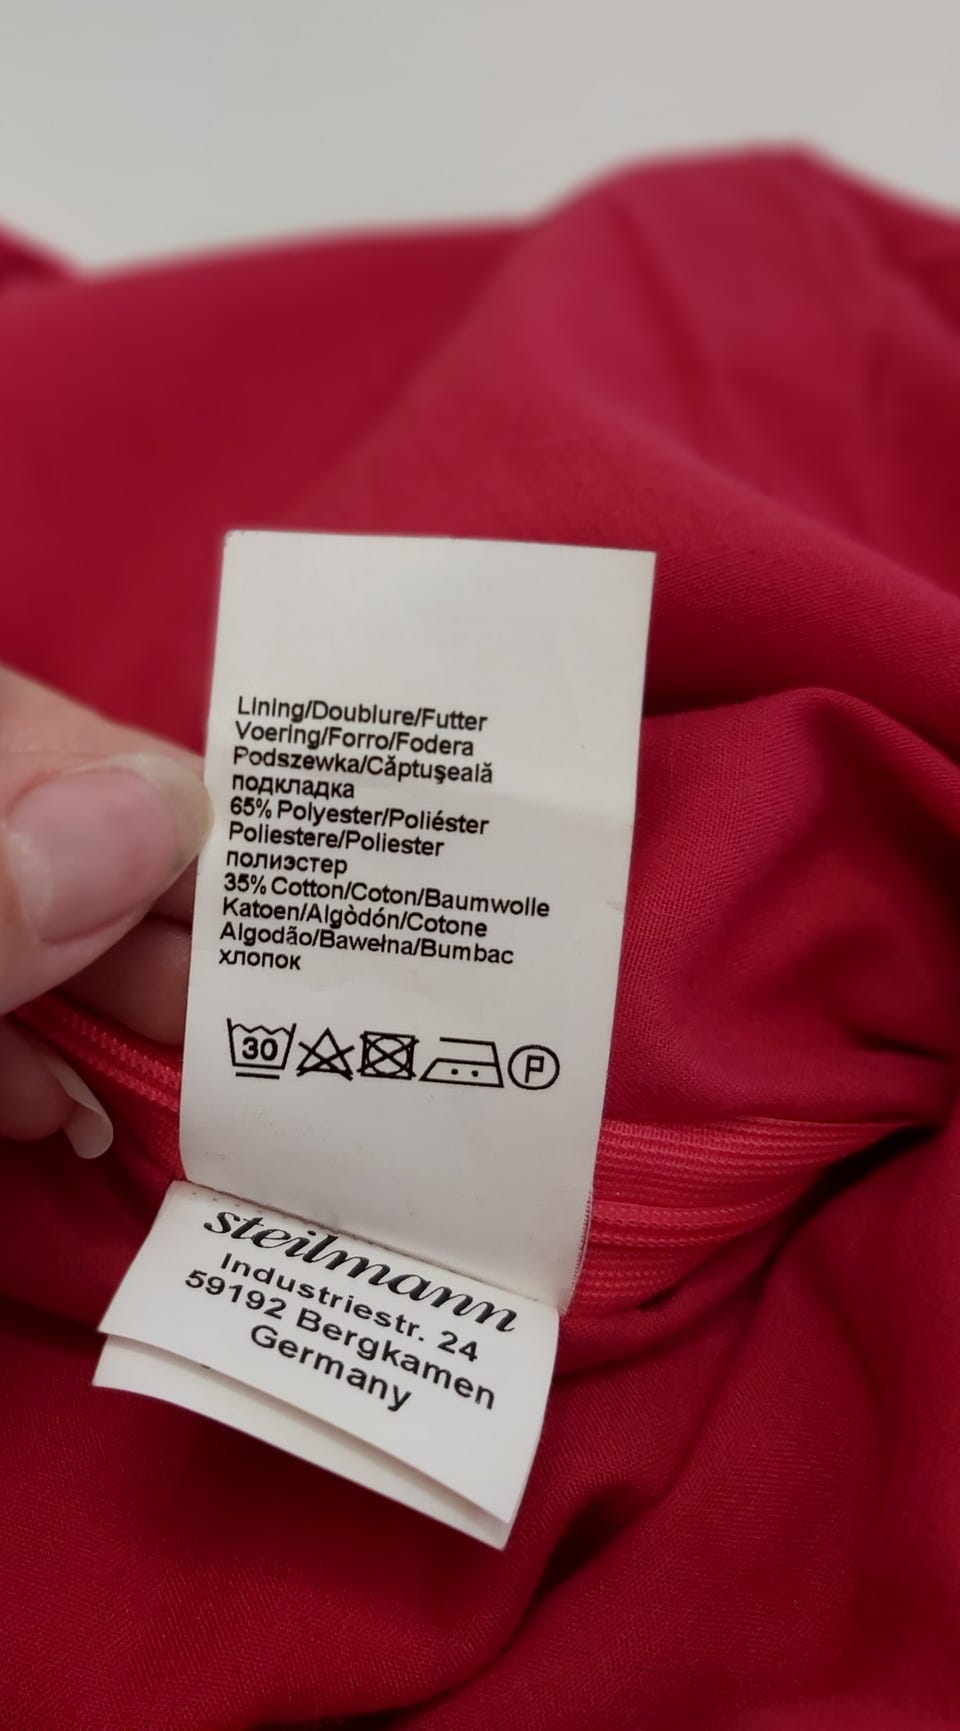 Lining/Doublure/Futter
Voering/Forro/Fodera
Podszewka/Căptuşeală
подкладка
65% Polyester/Poliéster
Poliestere/Poliester
полиэстер
35% Cotton/Coton/Baumwolle
Katoen/Algòdón/Cotone
Algodão/Bawełna/Bumbac
хлопок
30 P
steilmann
Industriestr. 24
59192 Bergkamen
Germany